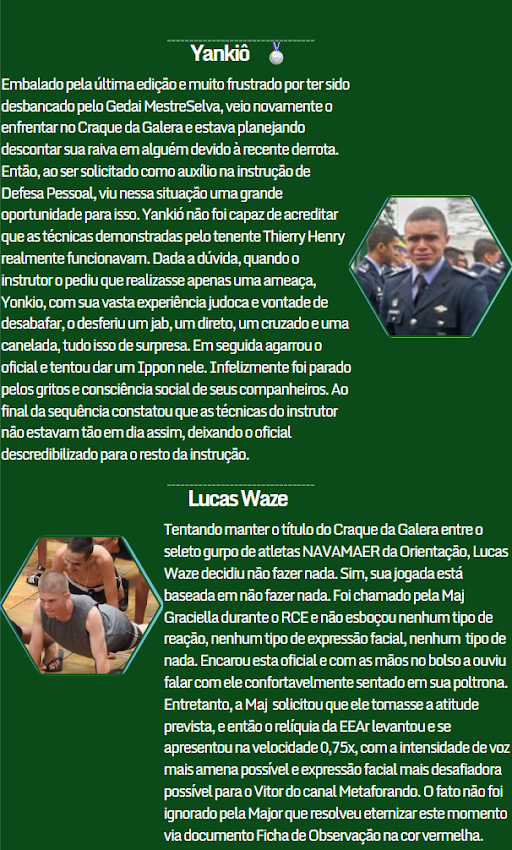 Yankiô
Embalado pela última edição e muito frustrado por ter sido
desbancado pelo Gedai MestreSelva, veio novamente o
enfrentar no Craque da Galera e estava planejando
descontar sua raiva em alguém devido à recente derrota.
Então, ao ser solicitado como auxílio na instrução de
Defesa Pessoal, viu nessa situação uma grande
oportunidade para isso. Yankió não foi capaz de acreditar
que as técnicas demonstradas pelo tenente Thierry Henry
realmente funcionavam. Dada a dúvida, quando o
instrutor o pediu que realizasse apenas uma ameaça,
Yonkio, com sua vasta experiência judoca e vontade de
desabafar, o desferiu um jab, um direto, um cruzado e uma
canelada, tudo isso de surpresa. Em seguida agarrou o
oficial e tentou dar um Ippon nele. Infelizmente foi parado
pelos gritos e consciência social de seus companheiros. Ao
final da sequência constatou que as técnicas do instrutor
não estavam tão em dia assim, deixando o oficial
descredibilizado para o resto da instrução.
Lucas Waze
Tentando manter o título do Craque da Galera entre o
seleto gurpo de atletas NAVAMAER da Orientação, Lucas
Waze decidiu não fazer nada. Sim, sua jogada está
baseada em não fazer nada. Foi chamado pela Maj
Graciella durante o RCE e não esboçou nenhum tipo de
reação, nenhum tipo de expressão facial, nenhum tipo de
nada. Encarou esta oficial e com as mãos no bolso a ouviu
falar com ele confortavelmente sentado em sua poltrona.
Entretanto, a Maj solicitou que ele tomasse a atitude
prevista, e então o relíquia da EEAr levantou e se
apresentou na velocidade 0,75x, com a intensidade de voz
mais amena possível e expressão facial mais desafiadora
possível para o Vitor do canal Metaforando. O fato não foi
ignorado pela Major que resolveu eternizar este momento
via documento Ficha de Observação na cor vermelha.